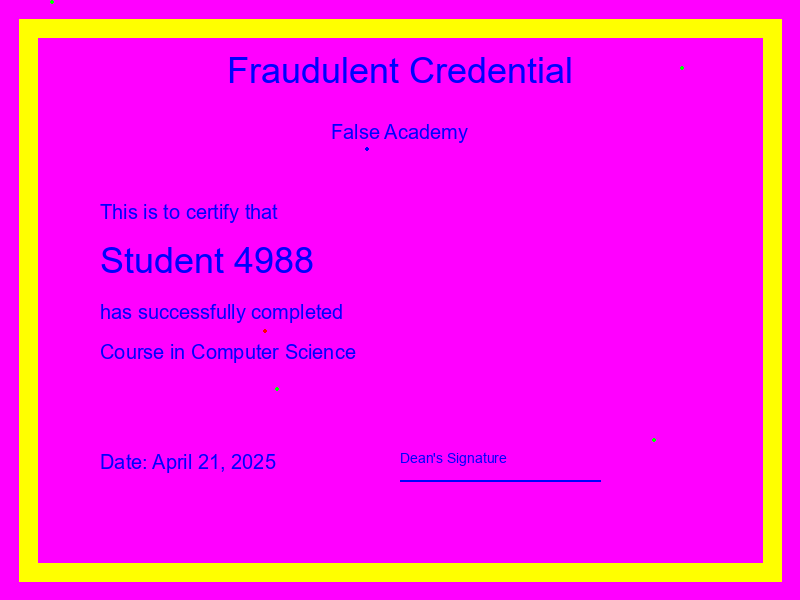 Fraudulent Credential
False Academy
This is to certify that
Student 4988
has successfully completed
Course in Computer Science
Date: April 21, 2025
Dean's Signature